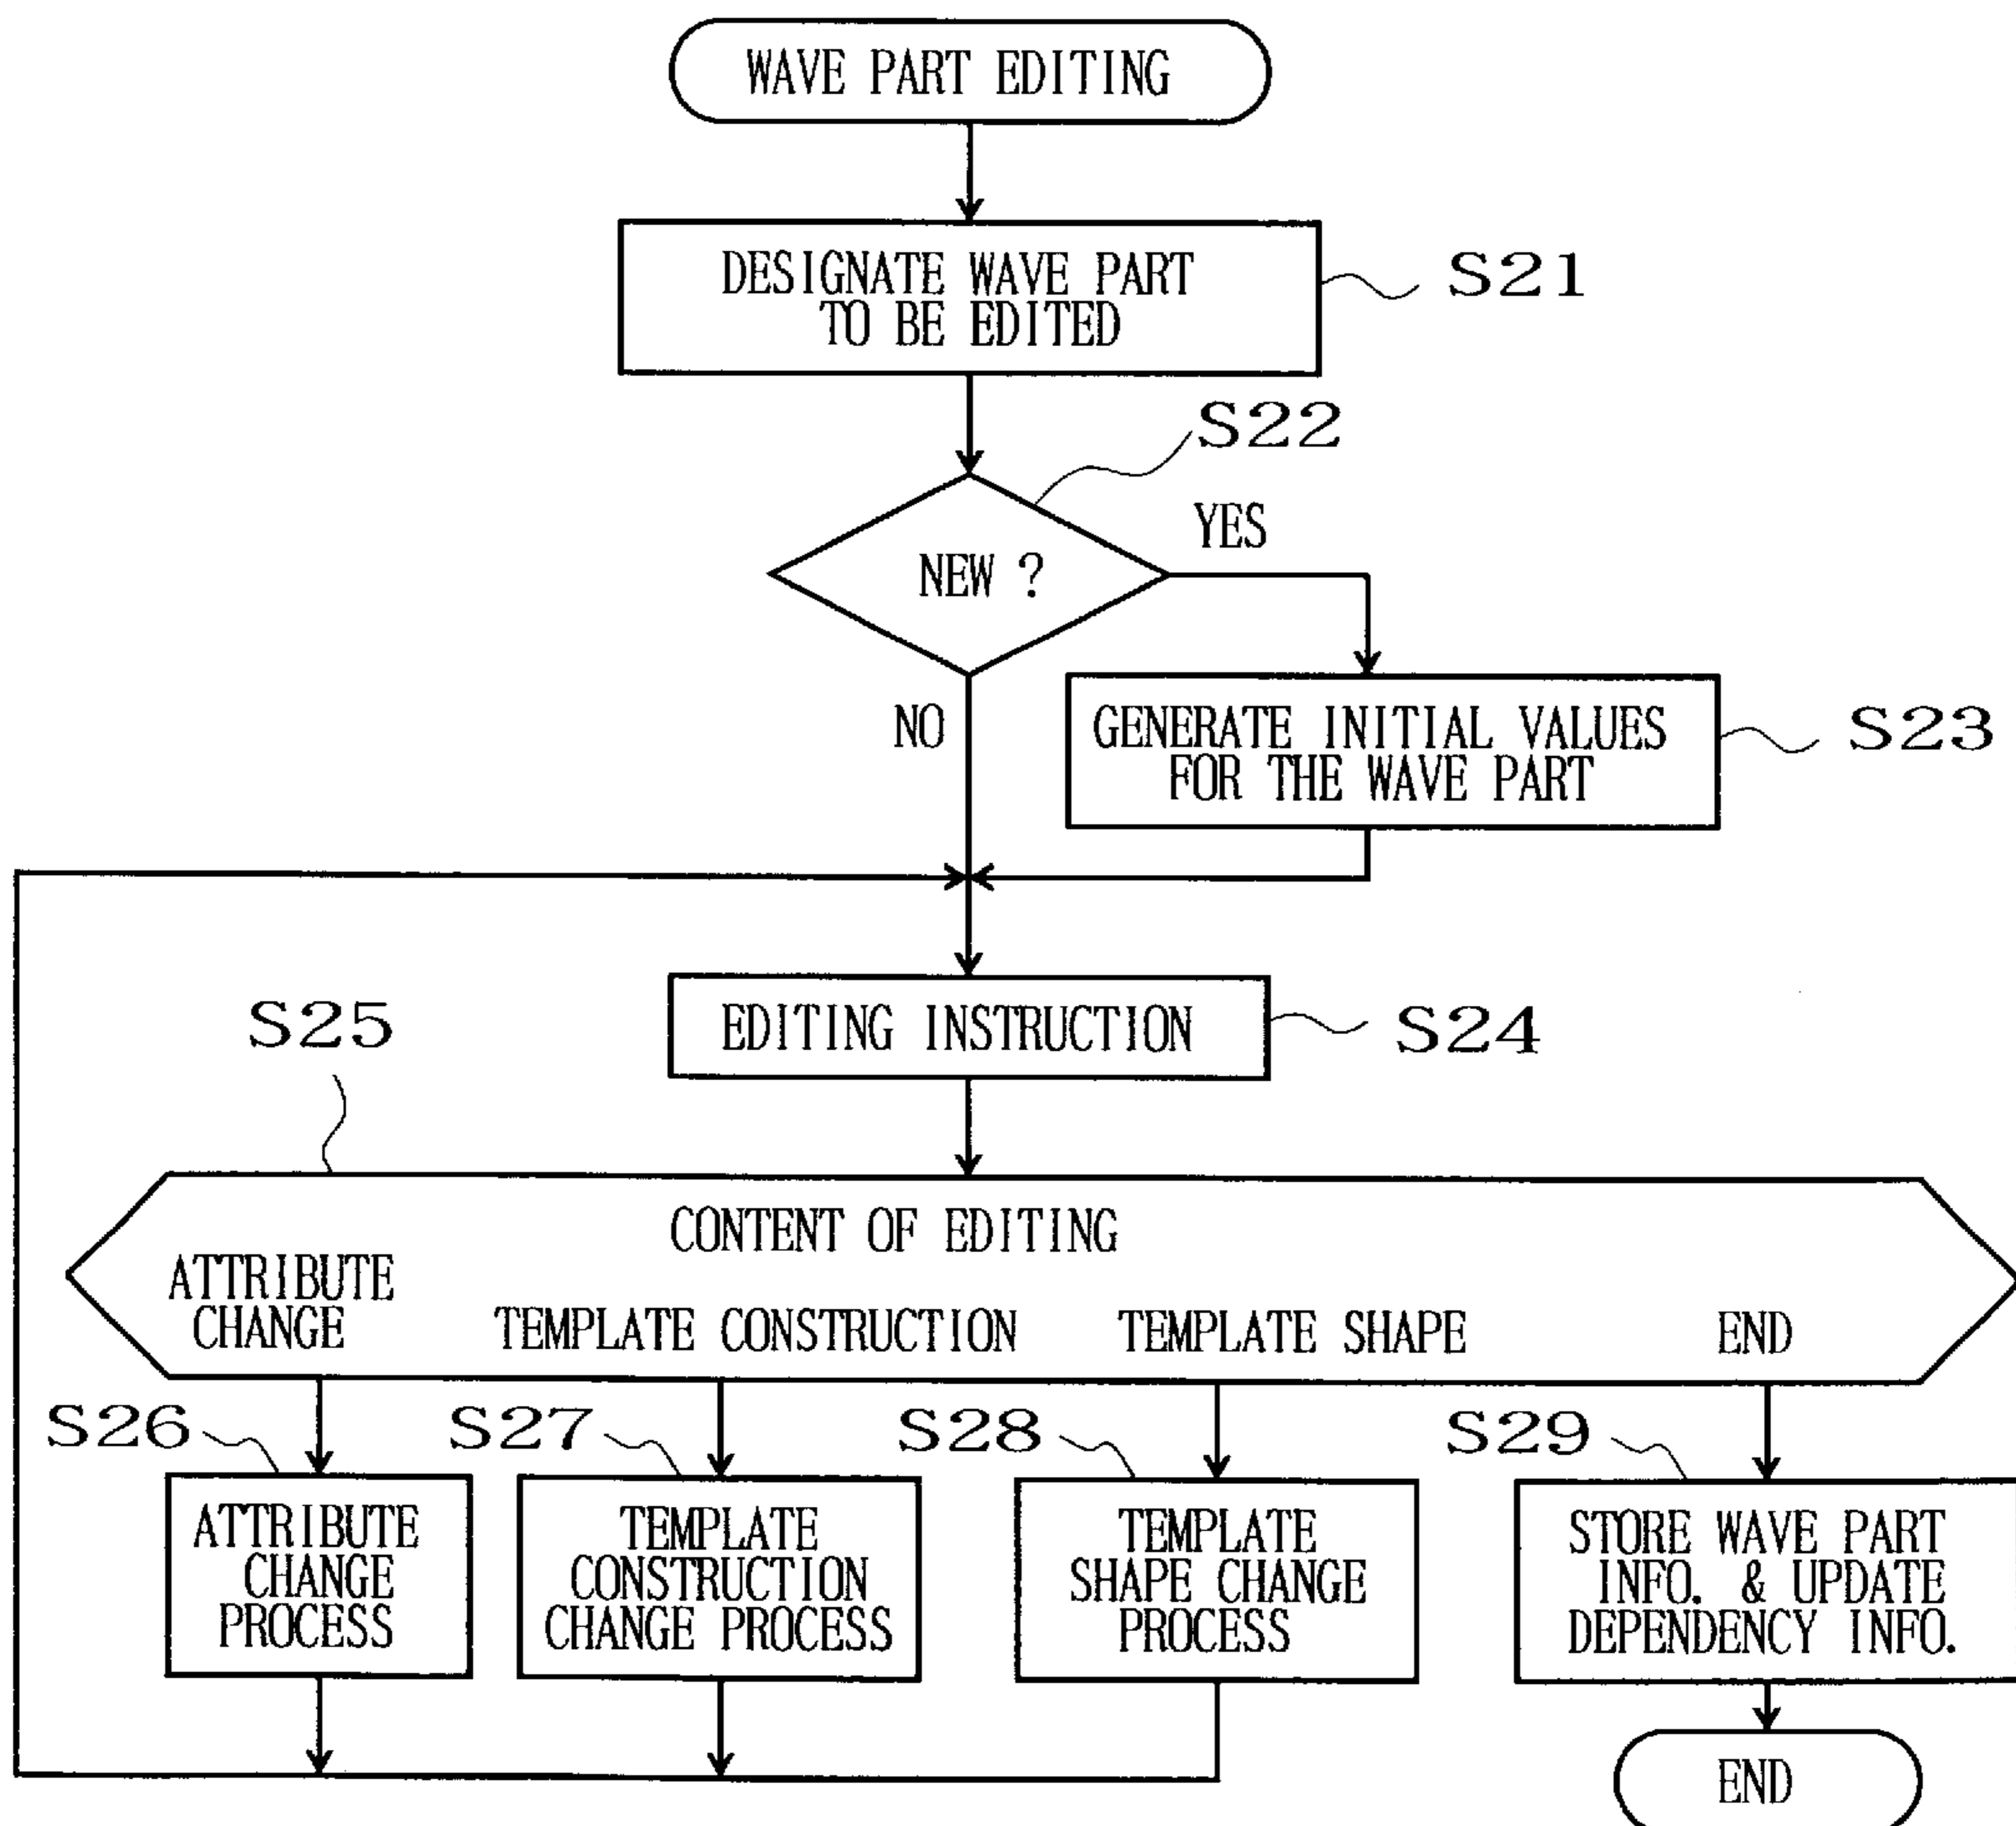 WAVE PART EDITING
DESIGNATE WAVE PART
TO BE EDITED
S21
S22
NEW ?
YES
NO
GENERATE INITIAL VALUES
FOR THE WAVE PART
S23
EDITING INSTRUCTION
S24
S25
CONTENT OF EDITING
ATTRIBUTE
CHANGE
TEMPLATE CONSTRUCTION
TEMPLATE SHAPE
END
S26
ATTRIBUTE
CHANGE
PROCESS
S27
TEMPLATE
CONSTRUCTION
CHANGE PROCESS
S28
TEMPLATE
SHAPE CHANGE
PROCESS
S29
STORE WAVE PART
INFO. & UPDATE
DEPENDENCY INFO.
END